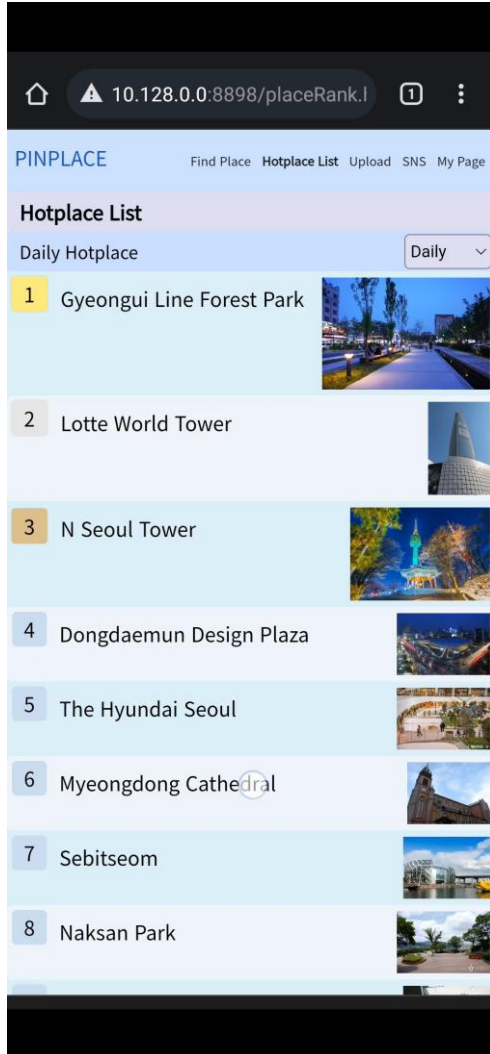 10.128.0.0:8898/placeRank.l
1
PINPLACE
Find Place Hotplace List Upload SNS My Page
Hotplace List
Daily Hotplace
Daily
1 Gyeongui Line Forest Park
2 Lotte World Tower
3 N Seoul Tower
4 Dongdaemun Design Plaza
5 The Hyundai Seoul
6 Myeongdong Cathedral
7 Sebitseom
8 Naksan Park